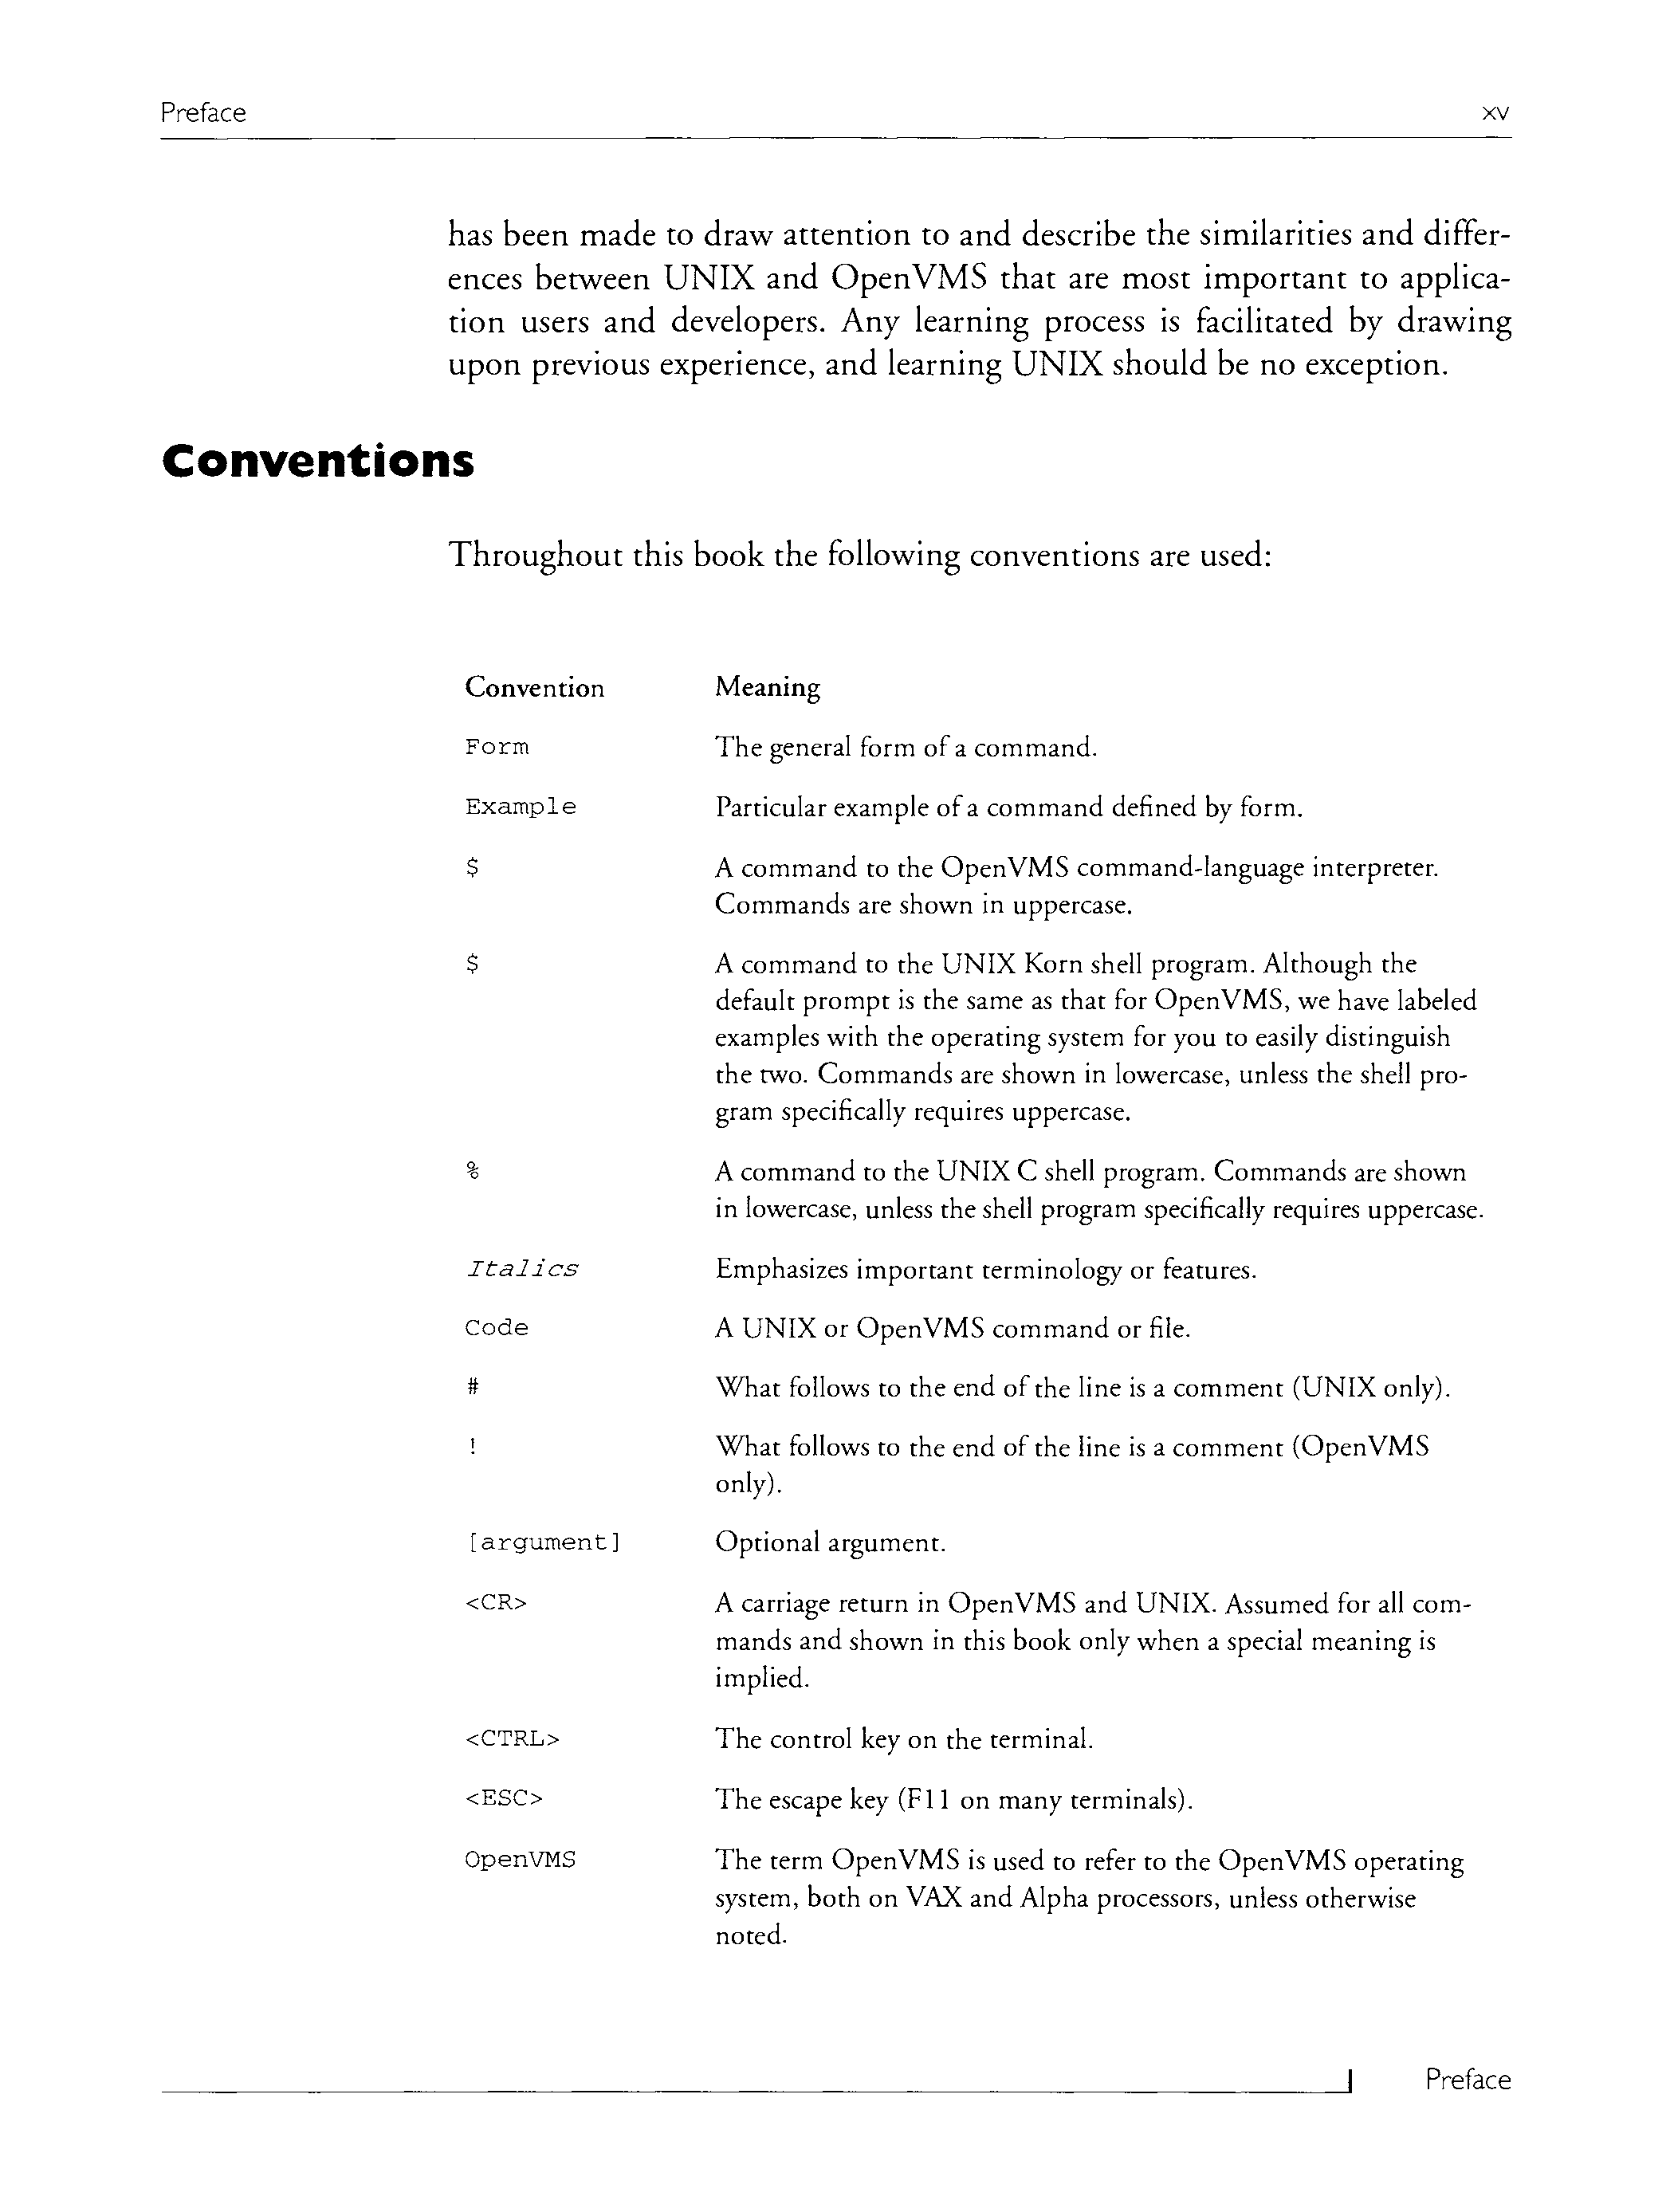 Preface xv
has been made to draw attention to and describe the similarities and differ-
ences between UNIX and OpenVMS that are most important to applica-
tion users and developers. Any learning process is facilitated by drawing
upon previous experience, and learning UNIX should be no exception.
Conventions
Throughout this book the following conventions are used:
Convention Meaning
Form The general form of a command.
Example Particular example of a command defined by form.
$ A command to the OpenVMS command-language interpreter.
Commands are shown in uppercase.
$ A command to the UNIX Korn shell program. Although the
default prompt is the same as that for OpenVMS, we have labeled
examples with the operating system for you to easily distinguish
the two. Commands are shown in lowercase, unless the shell pro-
gram specifically requires uppercase.
% A command to the UNIX C shell program. Commands are shown
in lowercase, unless the shell program specifically requires uppercase.
Italics Emphasizes important terminology or features.
Code A UNIX or OpenVMS command or file.
# What follows to the end of the line is a comment (UNIX only).
! What follows to the end of the line is a comment (OpenVMS
only).
[argument] Optional argument.
<CR> A carriage return in OpenVMS and UNIX. Assumed for all com-
mands and shown in this book only when a special meaning is
implied.
<CTRL> The control key on the terminal.
<ESC> The escape key (F11 on many terminals).
OpenVMS The term OpenVMS is used to refer to the OpenVMS operating
system, both on VAX and Alpha processors, unless otherwise
noted.
Preface